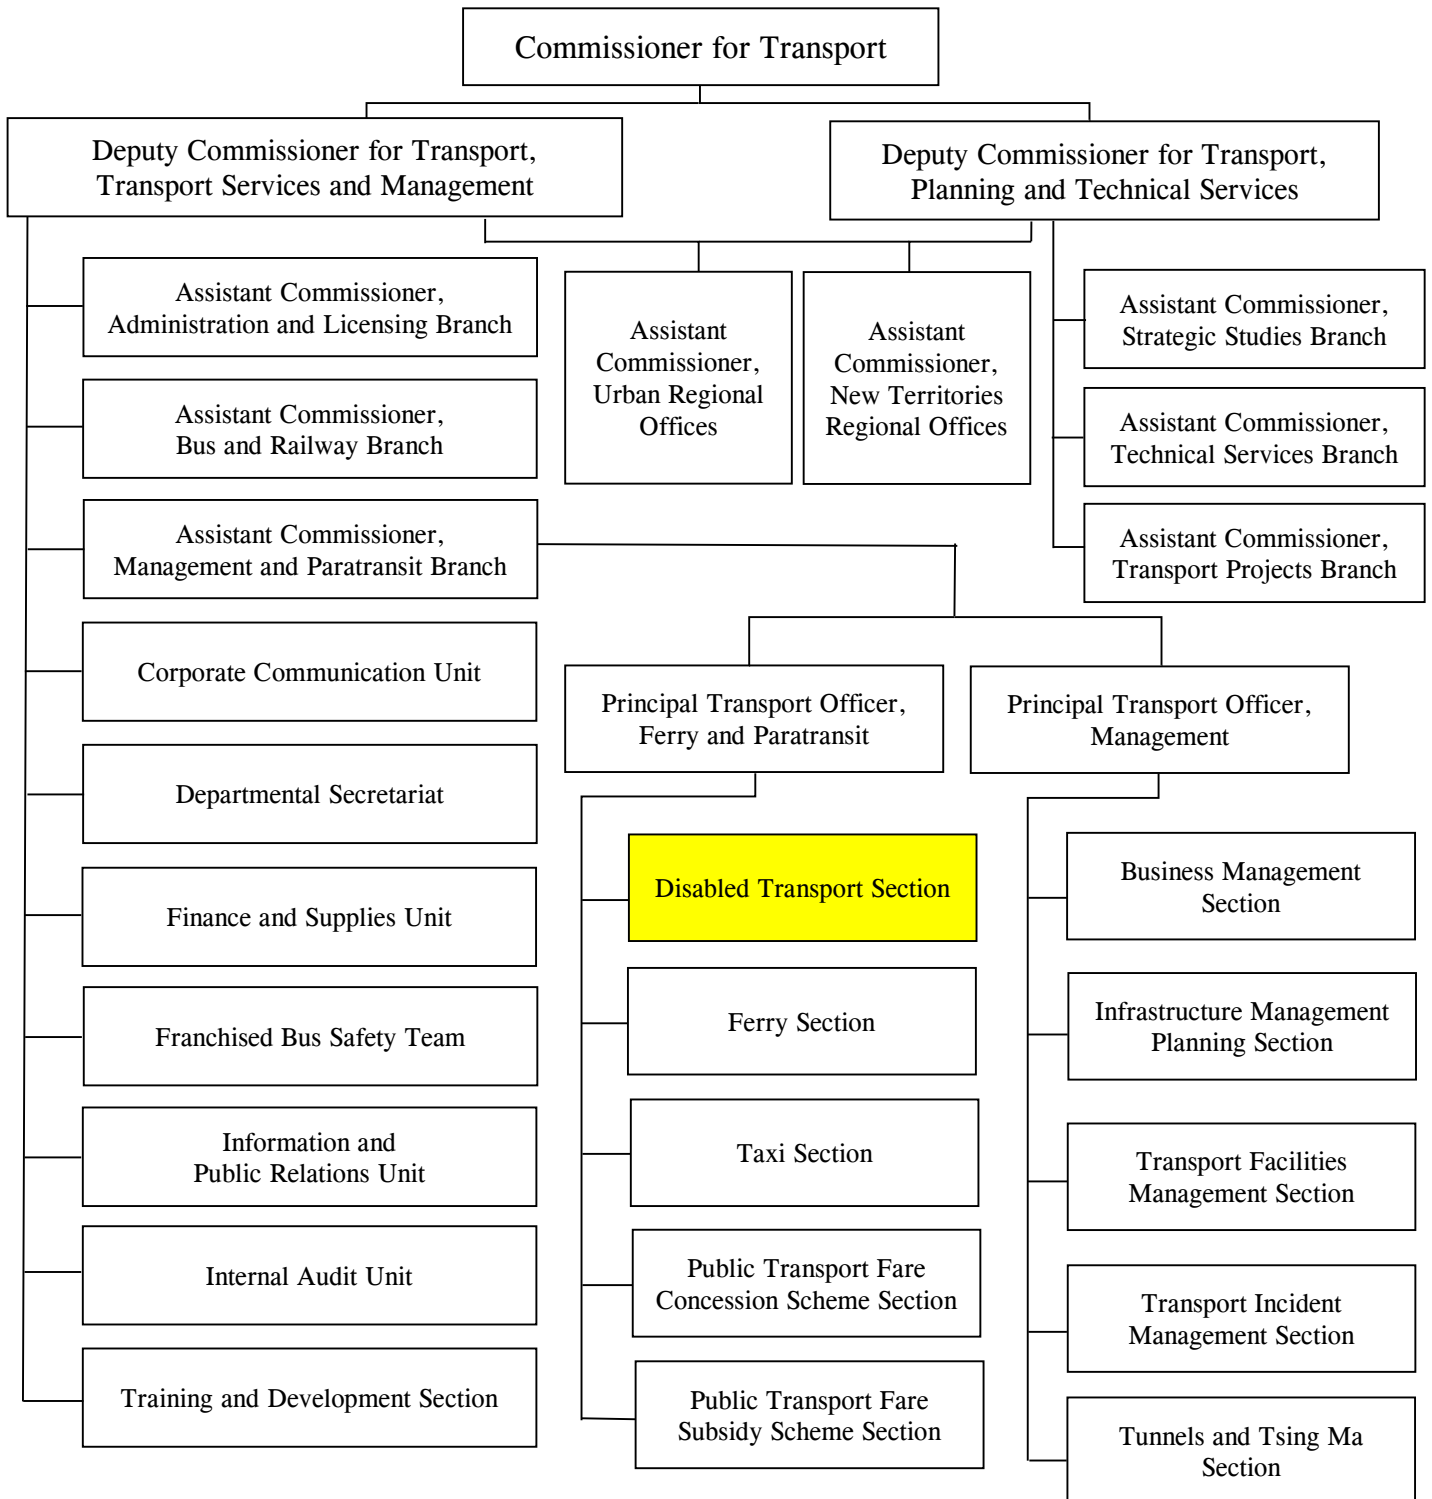 Commissioner for Transport
Deputy Commissioner for Transport,
Transport Services and Management
Deputy Commissioner for Transport,
Planning and Technical Services
Assistant Commissioner,
Administration and Licensing Branch
Assistant Commissioner,
Bus and Railway Branch
Assistant Commissioner,
Management and Paratransit Branch
Corporate Communication Unit
Departmental Secretariat
Finance and Supplies Unit
Franchised Bus Safety Team
Information and
Public Relations Unit
Internal Audit Unit
Training and Development Section
Assistant
Commissioner,
Urban Regional
Offices
Assistant
Commissioner,
New Territories
Regional Offices
Assistant Commissioner,
Strategic Studies Branch
Assistant Commissioner,
Technical Services Branch
Assistant Commissioner,
Transport Projects Branch
Principal Transport Officer,
Ferry and Paratransit
Disabled Transport Section
Ferry Section
Taxi Section
Public Transport Fare
Concession Scheme Section
Public Transport Fare
Subsidy Scheme Section
Principal Transport Officer,
Management
Business Management
Section
Infrastructure Management
Planning Section
Transport Facilities
Management Section
Transport Incident
Management Section
Tunnels and Tsing Ma
Section